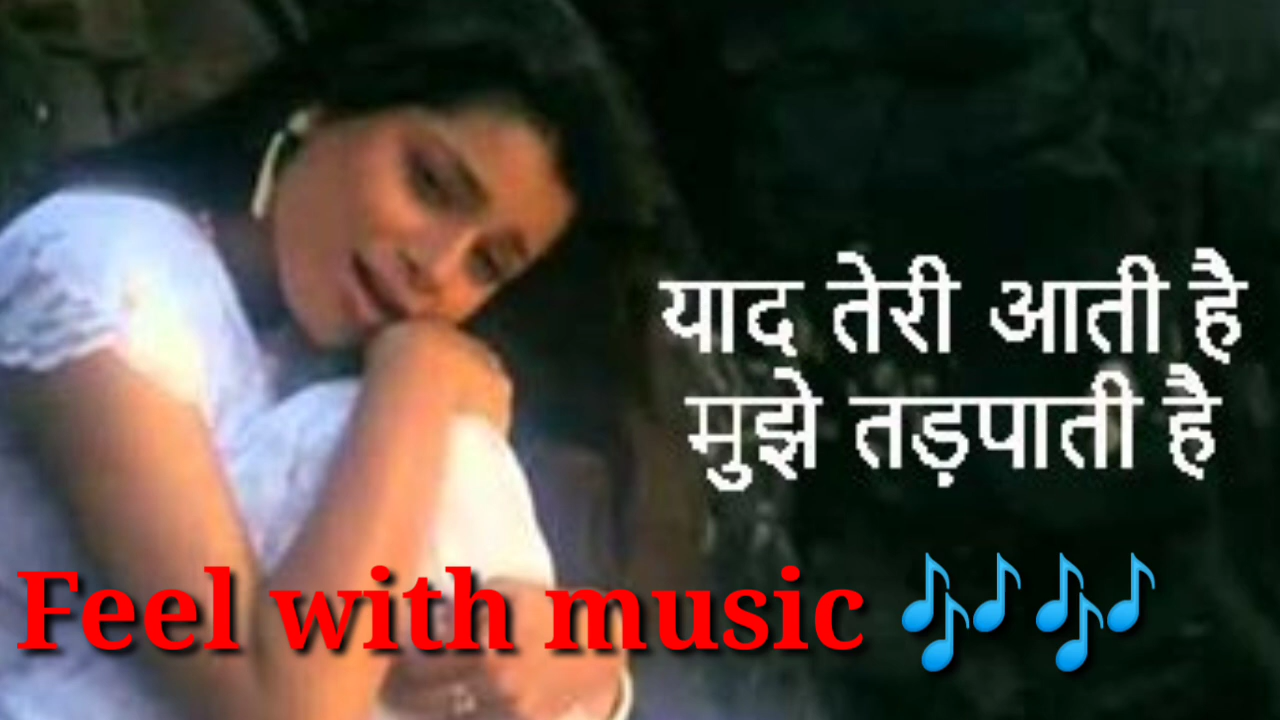 याद तेरी आती है
मुझे तड़पाती है
Feel with music 🎶🎶